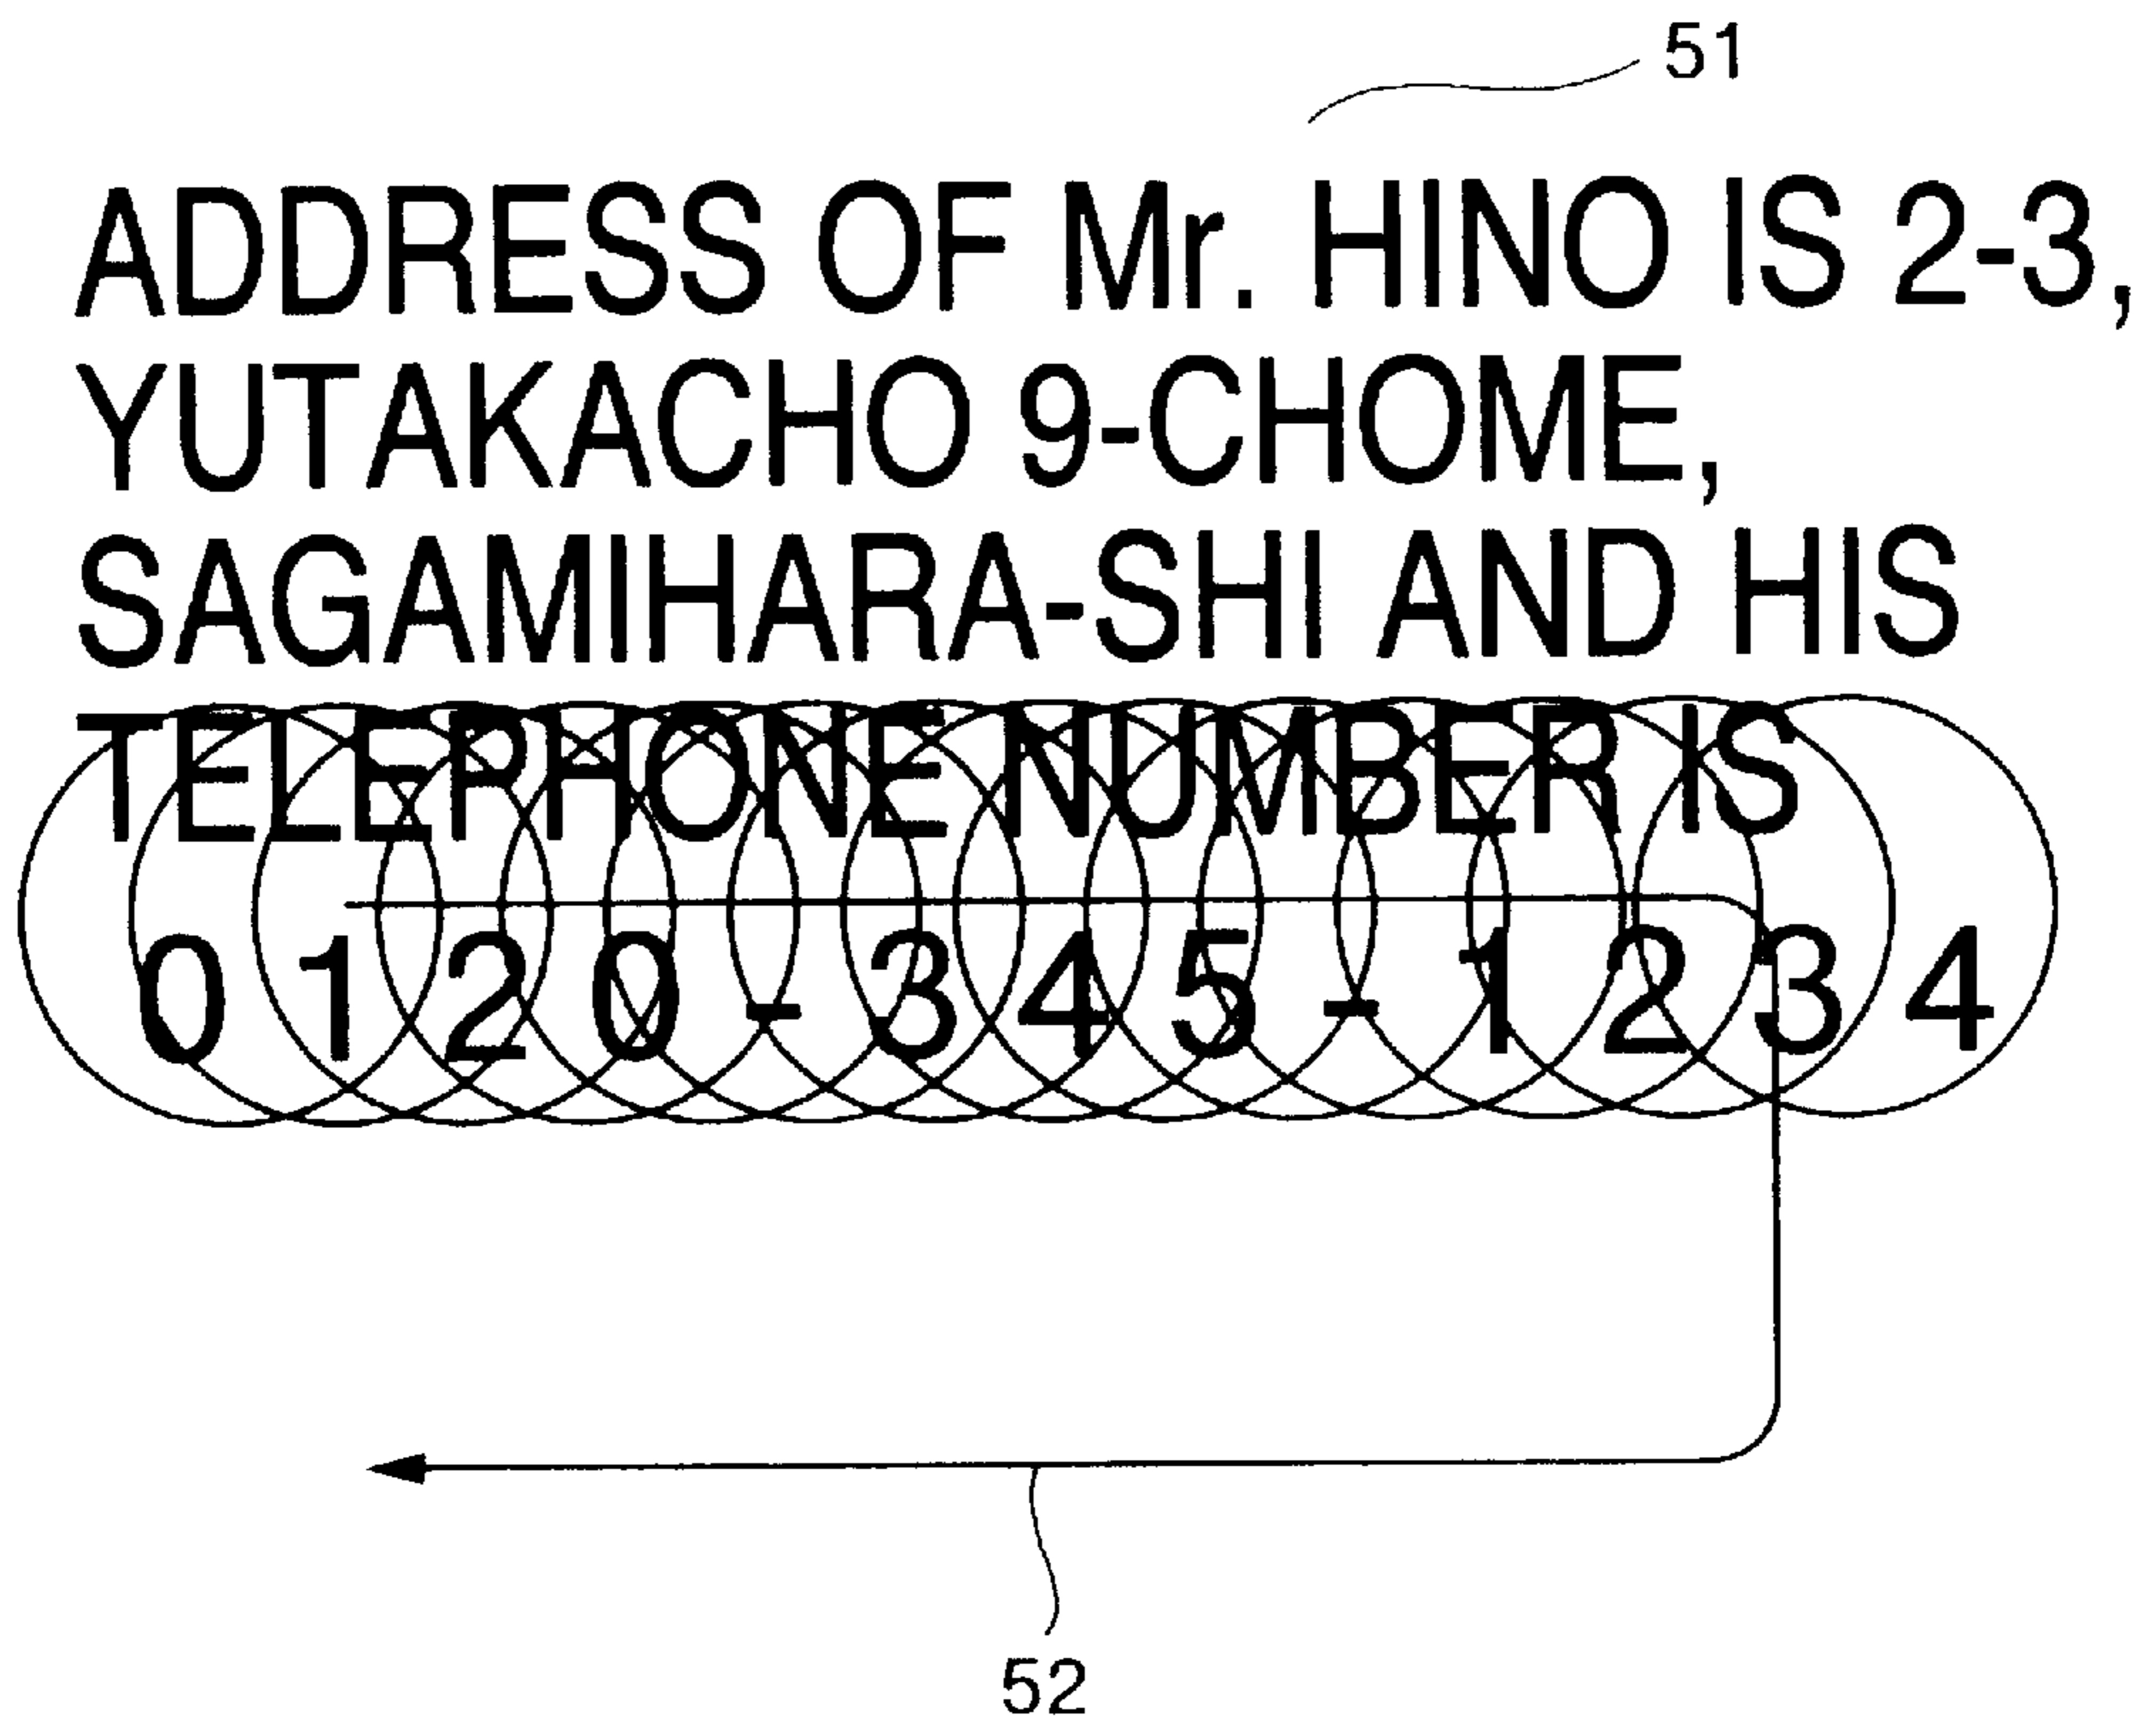 51
ADDRESS OF Mr. HINO IS 2-3,
YUTAKACHO 9-CHOME,
SAGAMIHARA-SHI AND HIS
TELEPHONE NUMBER IS
0120-345-1234
52